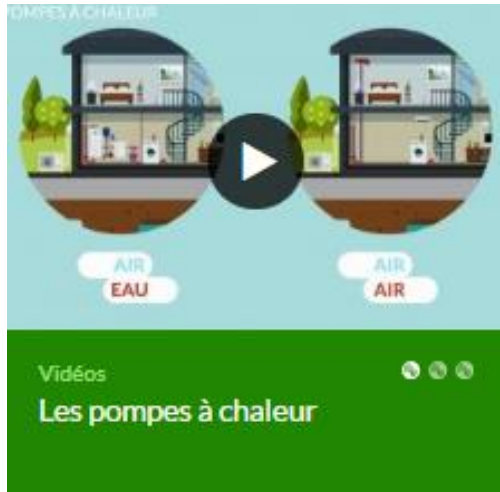 POMPES À CHALEUR
AIR
EAU
AIR
AIR
Vidéos
Les pompes à chaleur